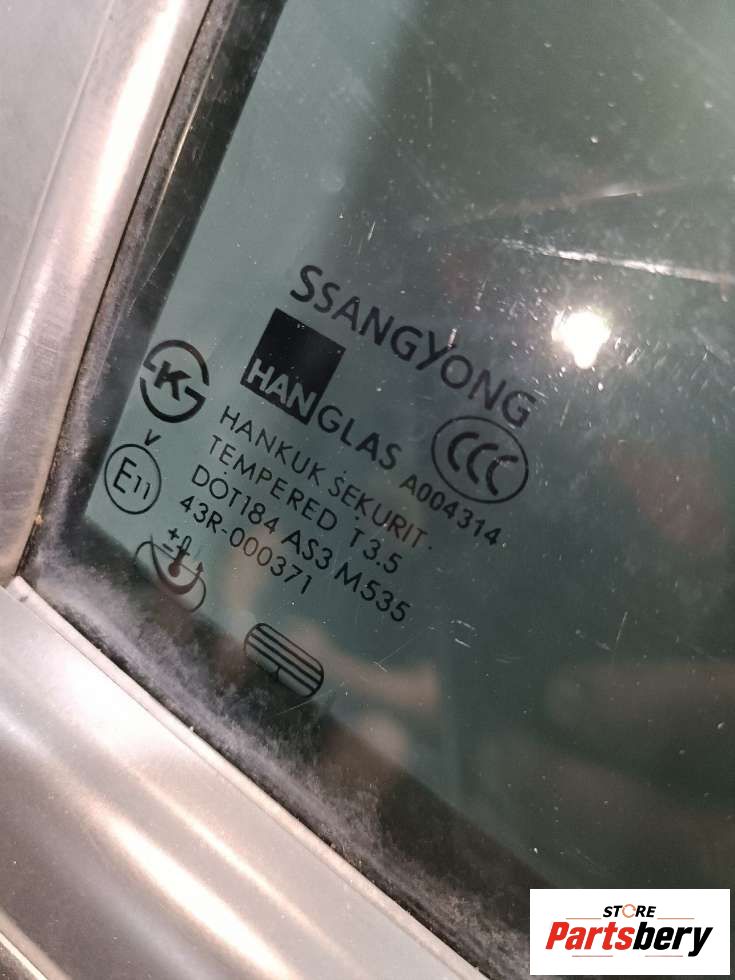 SSANGYONG
HANGLAS
K
CCC
A004314
HANKUK SEKURIT
TEMPERED T3.5
DOT184 AS3 M535
43R-000371
V
E11
STORE
Partsbery